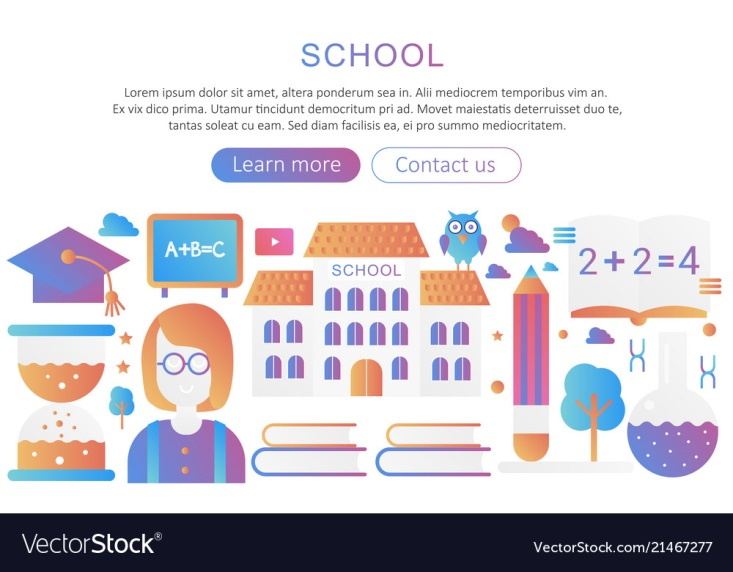 SCHOOL
Lorem ipsum dolor sit amet, altera ponderum sea in. Alii mediocrem temporibus vim an.
Ex vix dico prima. Utamur tincidunt democritum pri ad. Movet maiestatis deterruisset duo te,
tantas soleat cu eam. Sed diam facilisis ea, ei pro summo mediocritatem.
Learn more
Contact us
A+B=C
SCHOOL
2+2=4
VectorStock®
VectorStock.com/21467277